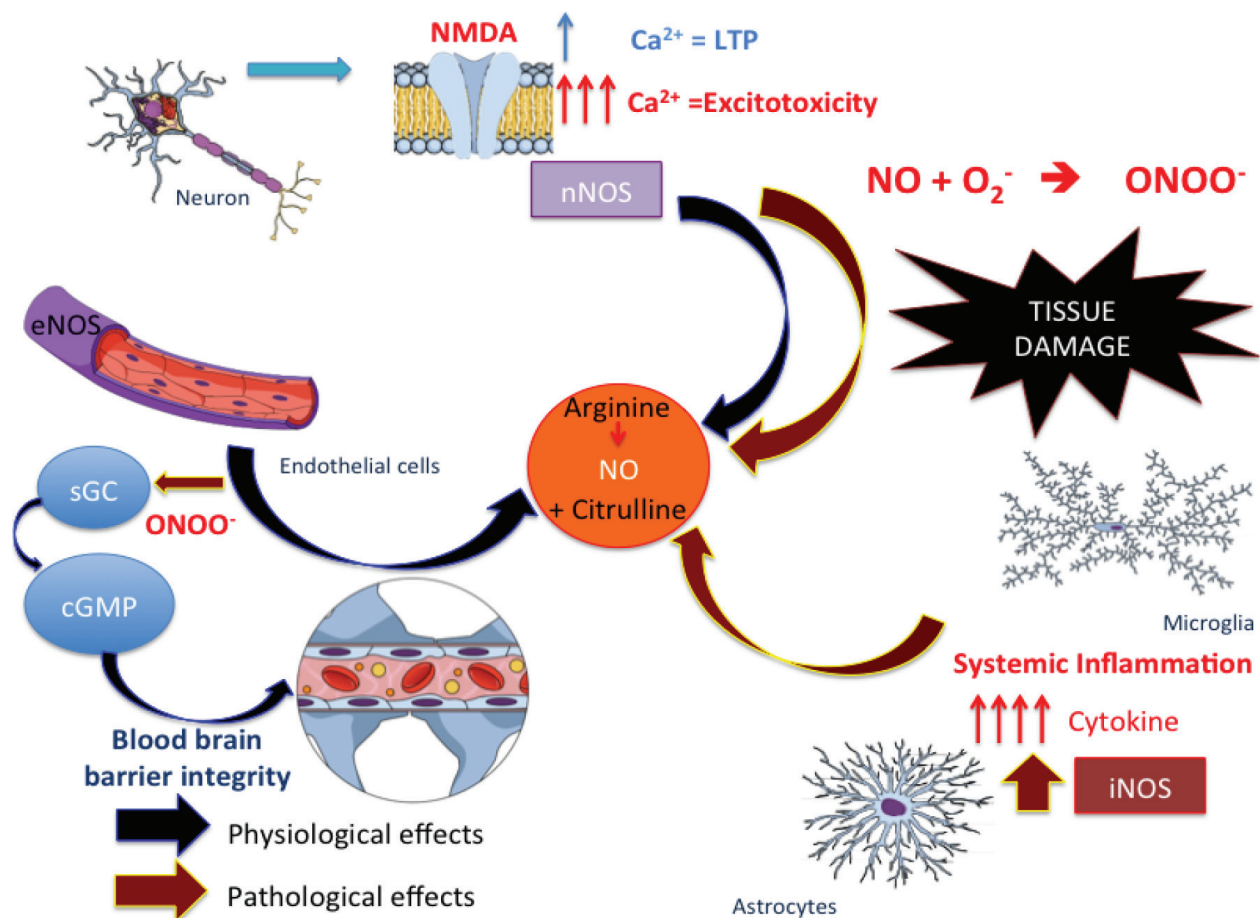 NMDA
Ca²⁺ = LTP
Ca²⁺ =Excitotoxicity
Neuron
nNOS
NO + O₂⁻ ➔ ONOO⁻
TISSUE
DAMAGE
eNOS
Endothelial cells
Arginine
NO
+ Citrulline
sGC
ONOO⁻
cGMP
Microglia
Systemic Inflammation
Cytokine
iNOS
Astrocytes
Blood brain
barrier integrity
Physiological effects
Pathological effects